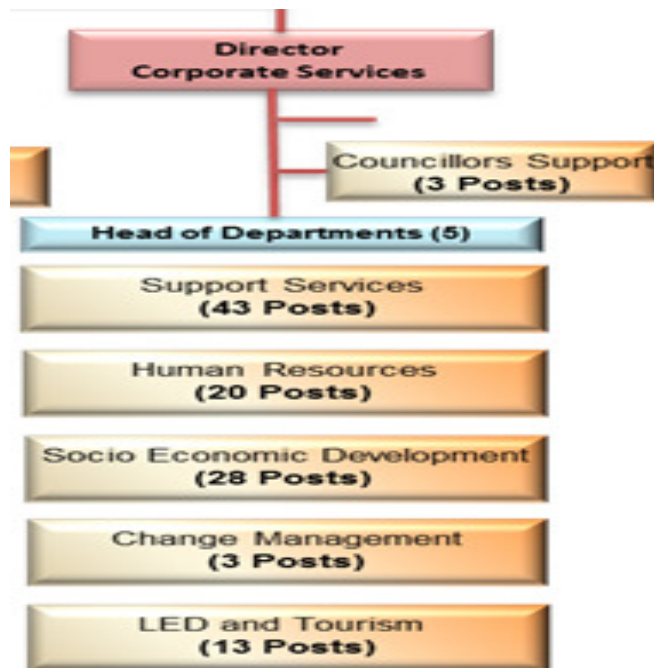 Director
Corporate Services
Councillors Support
(3 Posts)
Head of Departments (5)
Support Services
(43 Posts)
Human Resources
(20 Posts)
Socio Economic Development
(28 Posts)
Change Management
(3 Posts)
LED and Tourism
(13 Posts)